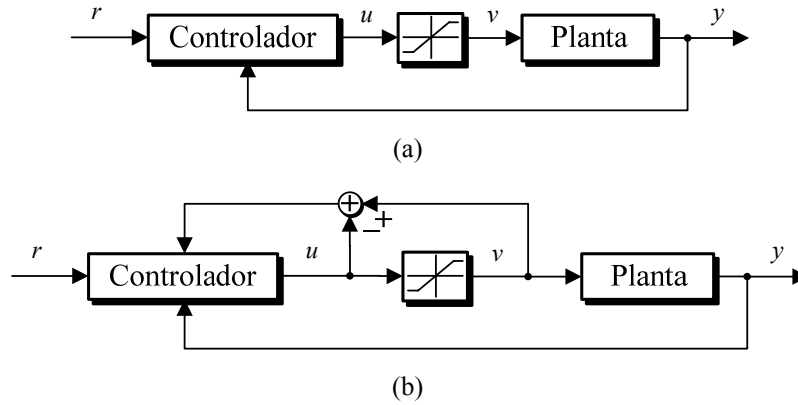 r Controlador u v Planta y
(a)
+
− +
r Controlador u v Planta y
(b)